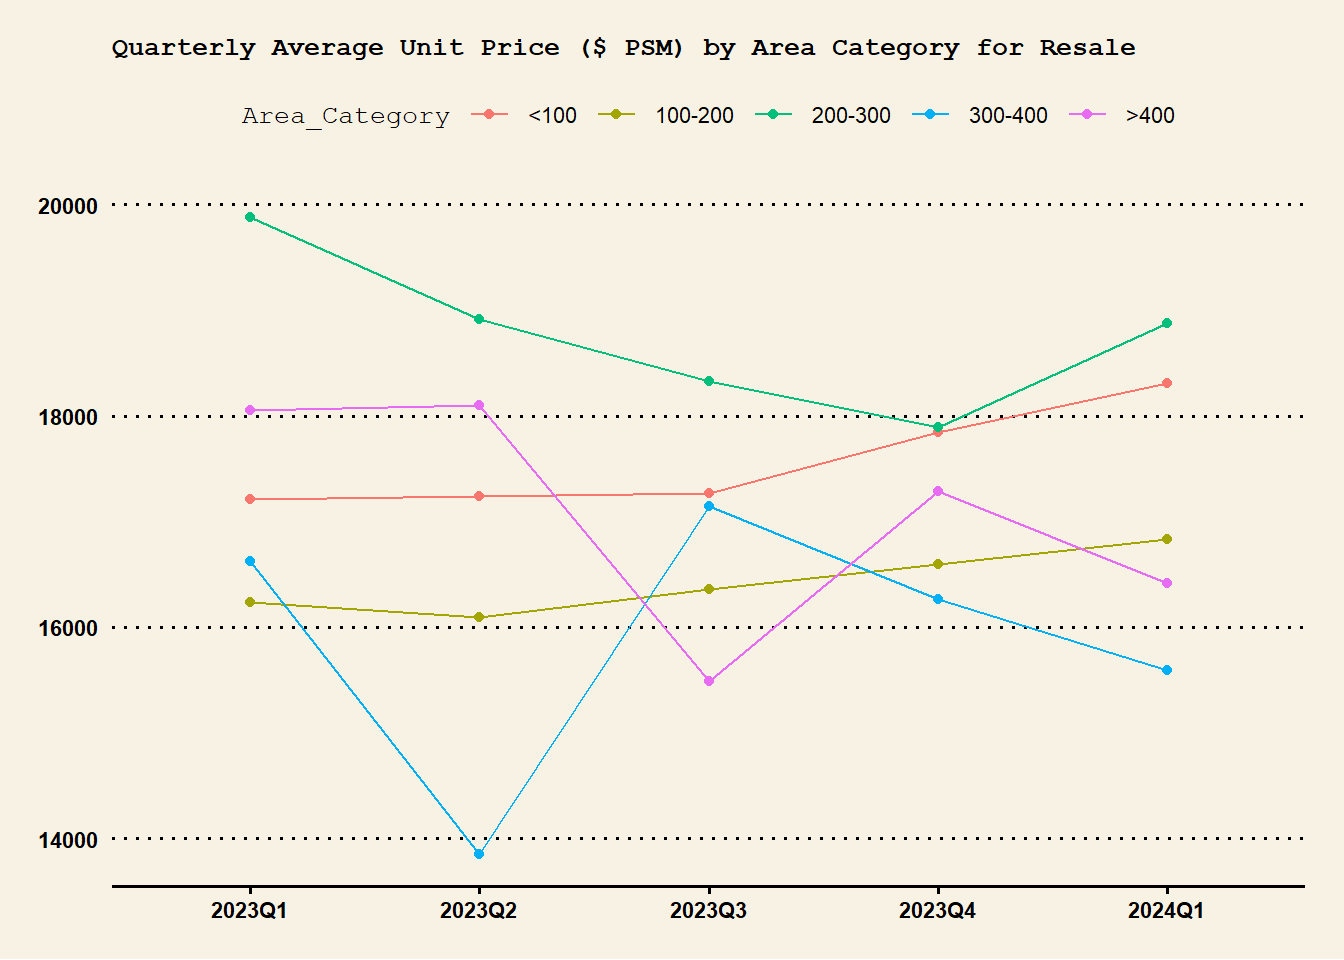 Quarterly Average Unit Price ($ PSM) by Area Category for Resale
Area_Category <100 100-200 200-300 300-400 >400
20000
18000
16000
14000
2023Q1 2023Q2 2023Q3 2023Q4 2024Q1